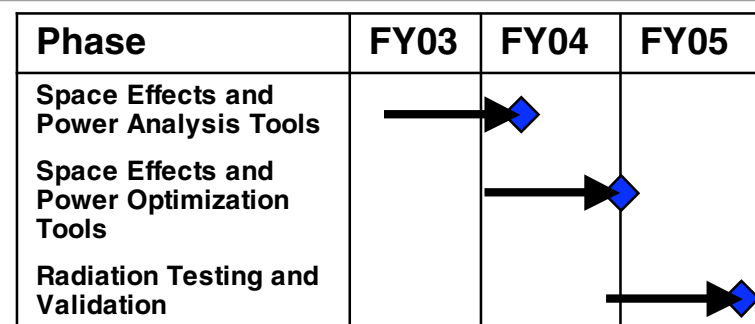 Phase FY03 FY04 FY05
Space Effects and
Power Analysis Tools
Space Effects and
Power Optimization
Tools
Radiation Testing and
Validation